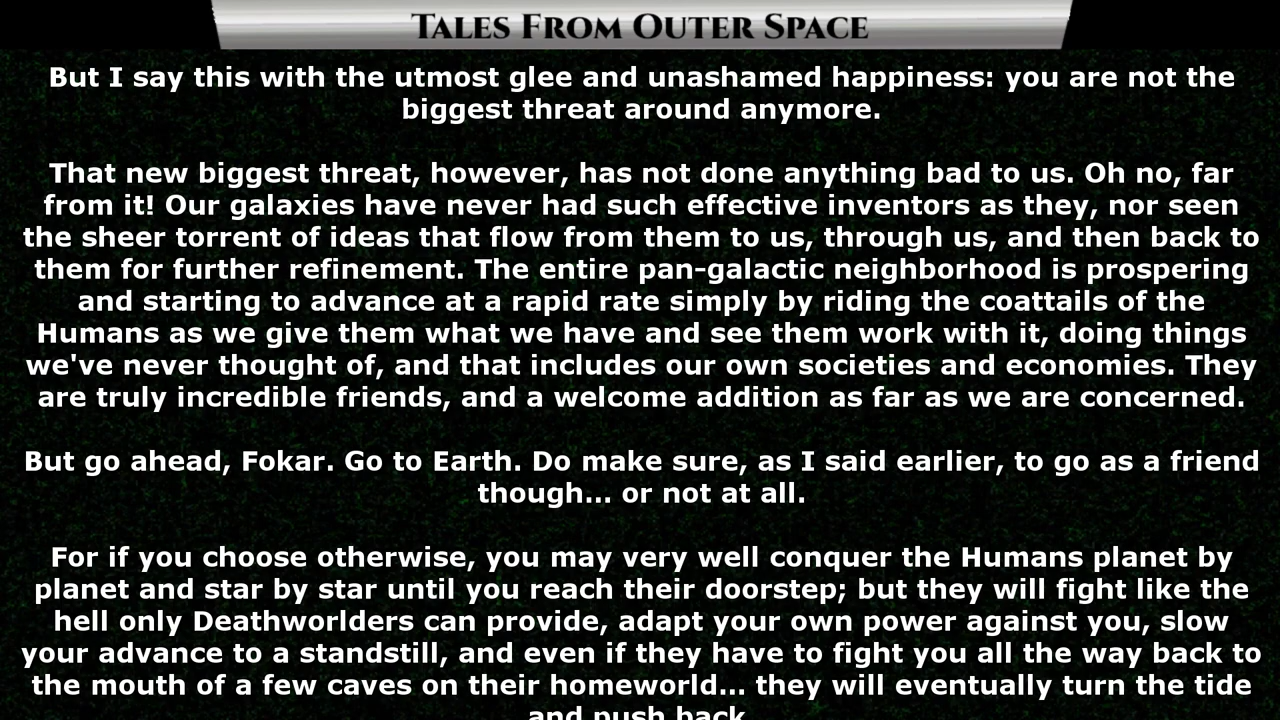 Tales From Outer Space
But I say this with the utmost glee and unashamed happiness: you are not the
biggest threat around anymore.
That new biggest threat, however, has not done anything bad to us. Oh no, far
from it! Our galaxies have never had such effective inventors as they, nor seen
the sheer torrent of ideas that flow from them to us, through us, and then back to
them for further refinement. The entire pan-galactic neighborhood is prospering
and starting to advance at a rapid rate simply by riding the coattails of the
Humans as we give them what we have and see them work with it, doing things
we've never thought of, and that includes our own societies and economies. They
are truly incredible friends, and a welcome addition as far as we are concerned.
But go ahead, Fokar. Go to Earth. Do make sure, as I said earlier, to go as a friend
though... or not at all.
For if you choose otherwise, you may very well conquer the Humans planet by
planet and star by star until you reach their doorstep; but they will fight like the
hell only Deathworlders can provide, adapt your own power against you, slow
your advance to a standstill, and even if they have to fight you all the way back to
the mouth of a few caves on their homeworld... they will eventually turn the tide
and push back.